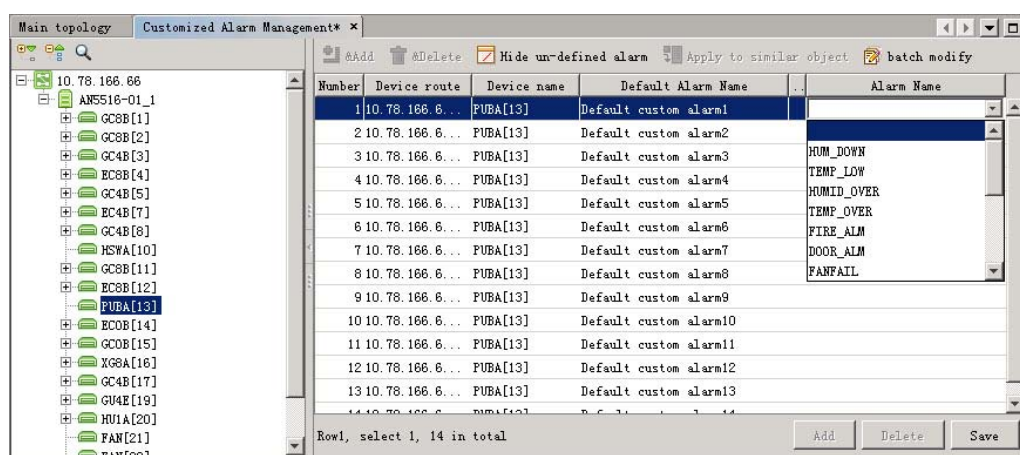 Main topology Customized Alarm Management* ×
&Add &Delete Hide un-defined alarm Apply to similar object batch modify
10.78.166.66
AN5516-01_1
GC8B[1]
GC8B[2]
GC4B[3]
EC8B[4]
GC4B[5]
EC4B[7]
GC4B[8]
HSWA[10]
GC8B[11]
EC8B[12]
PUBA[13]
EC0B[14]
GC0B[15]
XG8A[16]
GC4B[17]
GU4E[19]
HU1A[20]
FAN[21]
Number Device route Device name Default Alarm Name .. Alarm Name
1 10.78.166.6... PUBA[13] Default custom alarm1
2 10.78.166.6... PUBA[13] Default custom alarm2
3 10.78.166.6... PUBA[13] Default custom alarm3
4 10.78.166.6... PUBA[13] Default custom alarm4
5 10.78.166.6... PUBA[13] Default custom alarm5
6 10.78.166.6... PUBA[13] Default custom alarm6
7 10.78.166.6... PUBA[13] Default custom alarm7
8 10.78.166.6... PUBA[13] Default custom alarm8
9 10.78.166.6... PUBA[13] Default custom alarm9
10 10.78.166.6... PUBA[13] Default custom alarm10
11 10.78.166.6... PUBA[13] Default custom alarm11
12 10.78.166.6... PUBA[13] Default custom alarm12
13 10.78.166.6... PUBA[13] Default custom alarm13
HUM_DOWN
TEMP_LOW
HUMID_OVER
TEMP_OVER
FIRE_ALM
DOOR_ALM
FANFAIL
Row1, select 1, 14 in total
Add Delete Save